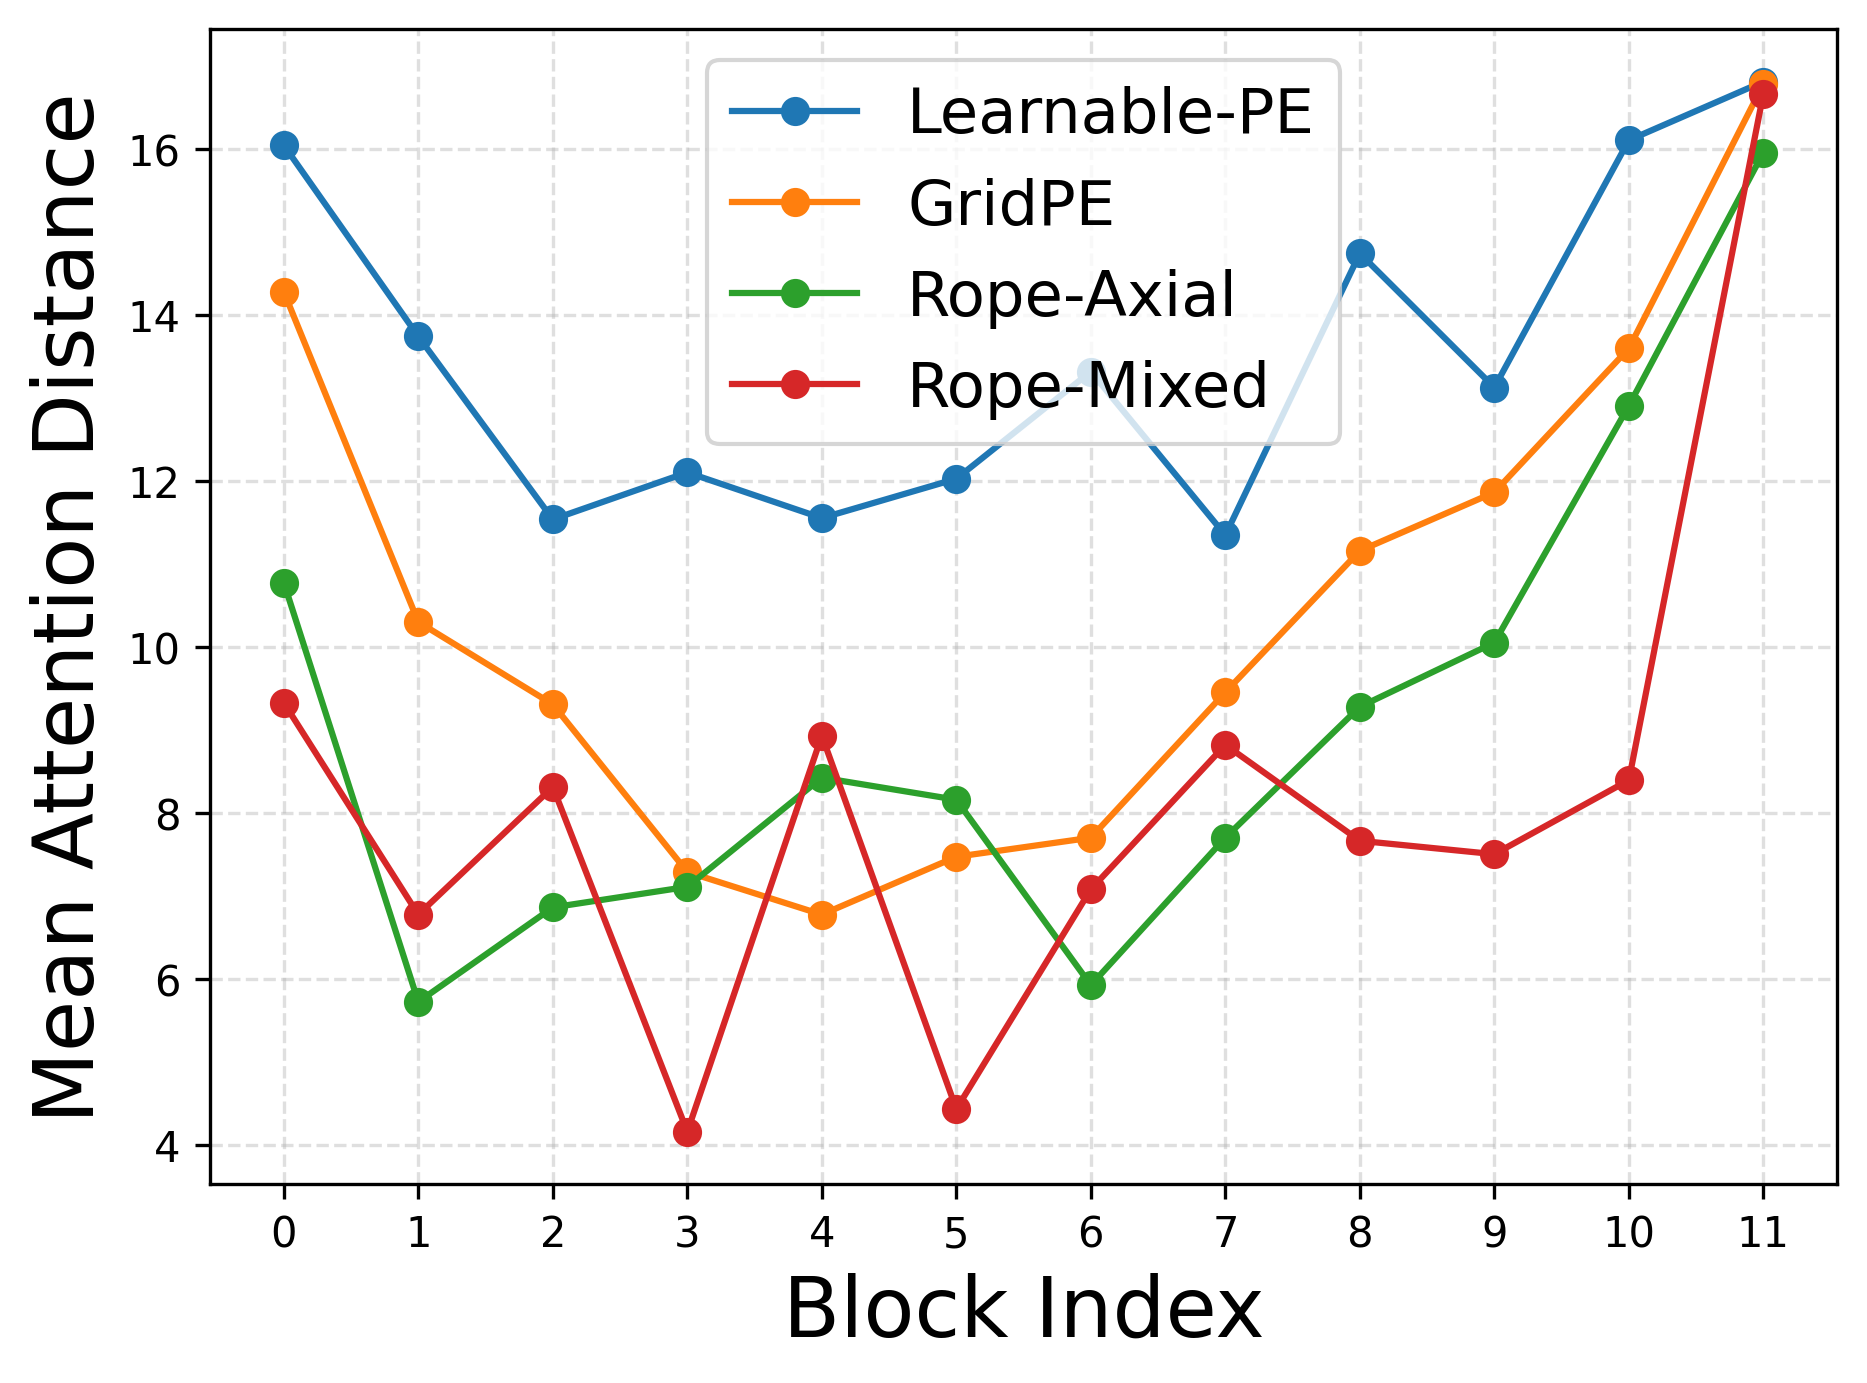 Mean Attention Distance
16
14
12
10
8
6
4
Learnable-PE
GridPE
Rope-Axial
Rope-Mixed
0 1 2 3 4 5 6 7 8 9 10 11
Block Index